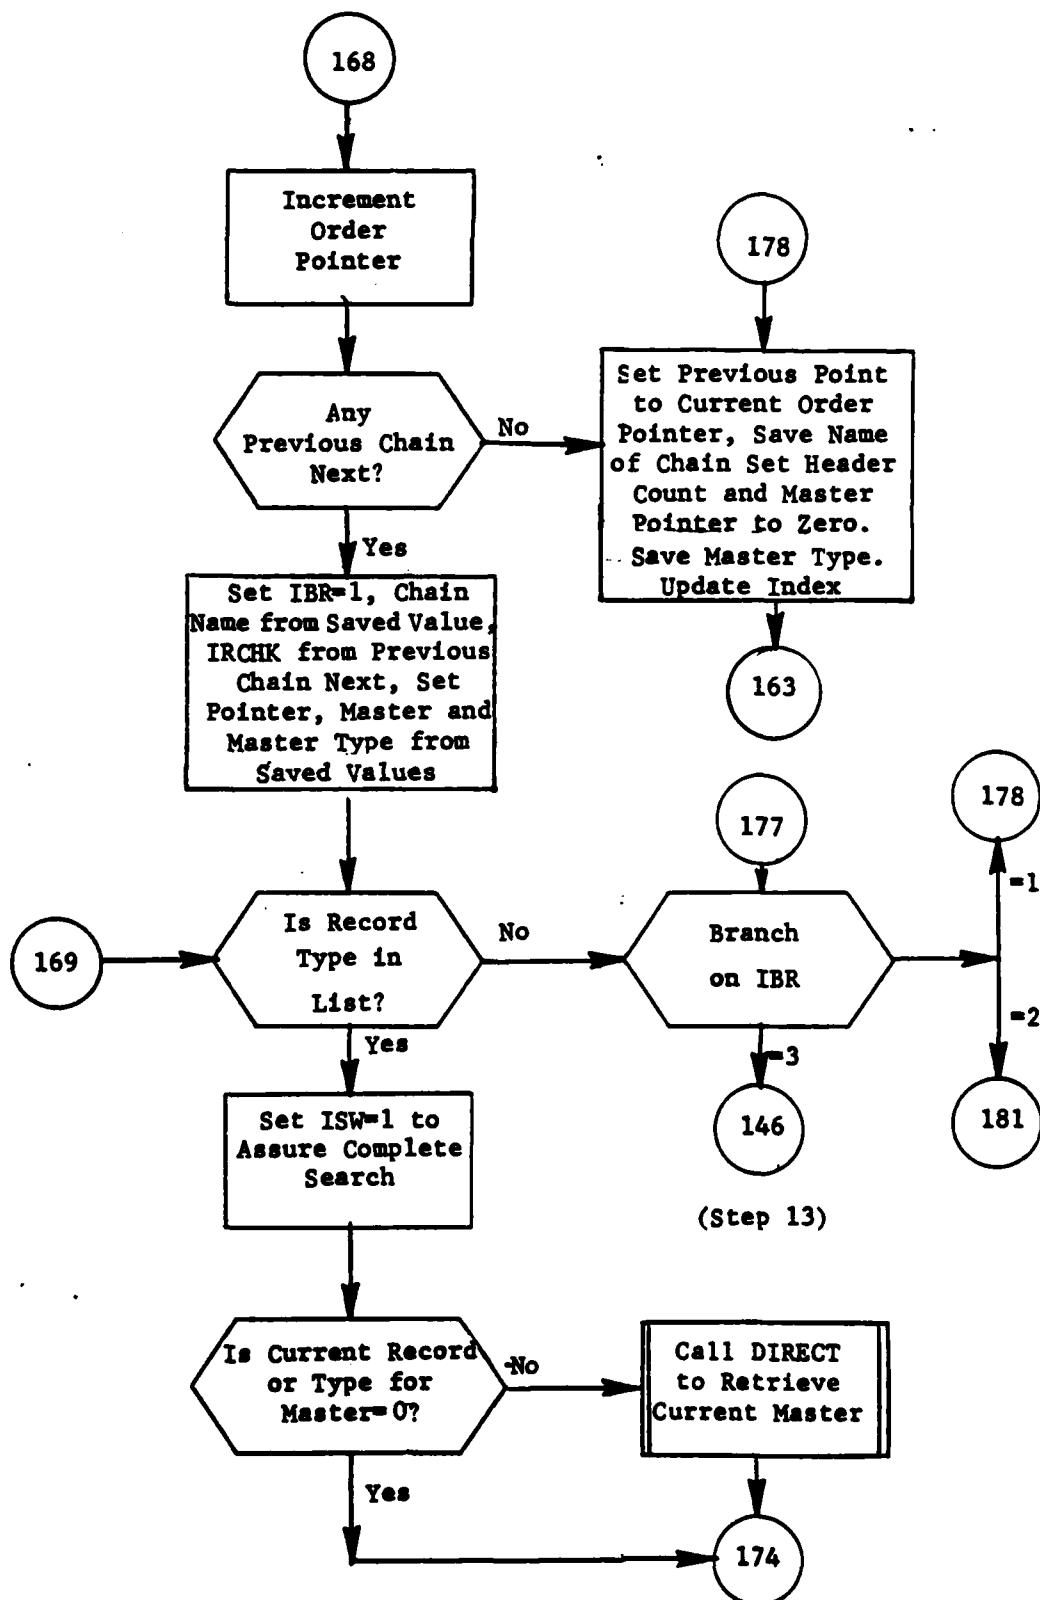 168
Increment
Order
Pointer
178
Any
Previous Chain
Next?
No
Set Previous Point
to Current Order
Pointer, Save Name
of Chain Set Header
Count and Master
Pointer to Zero.
Save Master Type.
Update Index
Yes
163
Set IBR=1, Chain
Name from Saved Value,
IRCHK from Previous
Chain Next, Set
Pointer, Master and
Master Type from
Saved Values
177
178
=1
169
Is Record
Type in
List?
No
Branch
on IBR
=2
Yes
=3
146
181
(Step 13)
Set ISW=1 to
Assure Complete
Search
Is Current Record
or Type for
Master=0?
No
Call DIRECT
to Retrieve
Current Master
Yes
174